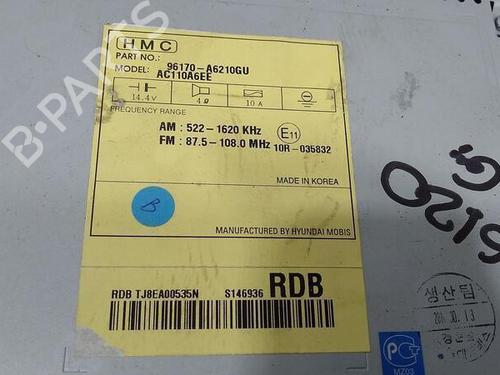 HMC
PART NO.: 96170-A6210GU
MODEL: AC110A6EE
14.4V 4Ω 10 A
FREQUENCY RANGE
AM : 522-1620 KHz
FM : 87.5-108.0 MHz
E11
10R-035832
MADE IN KOREA
B
MANUFACTURED BY HYUNDAI MOBIS
RDB TJ8EA00535N S146936 RDB
생산팀
MZ03
B-PARTS